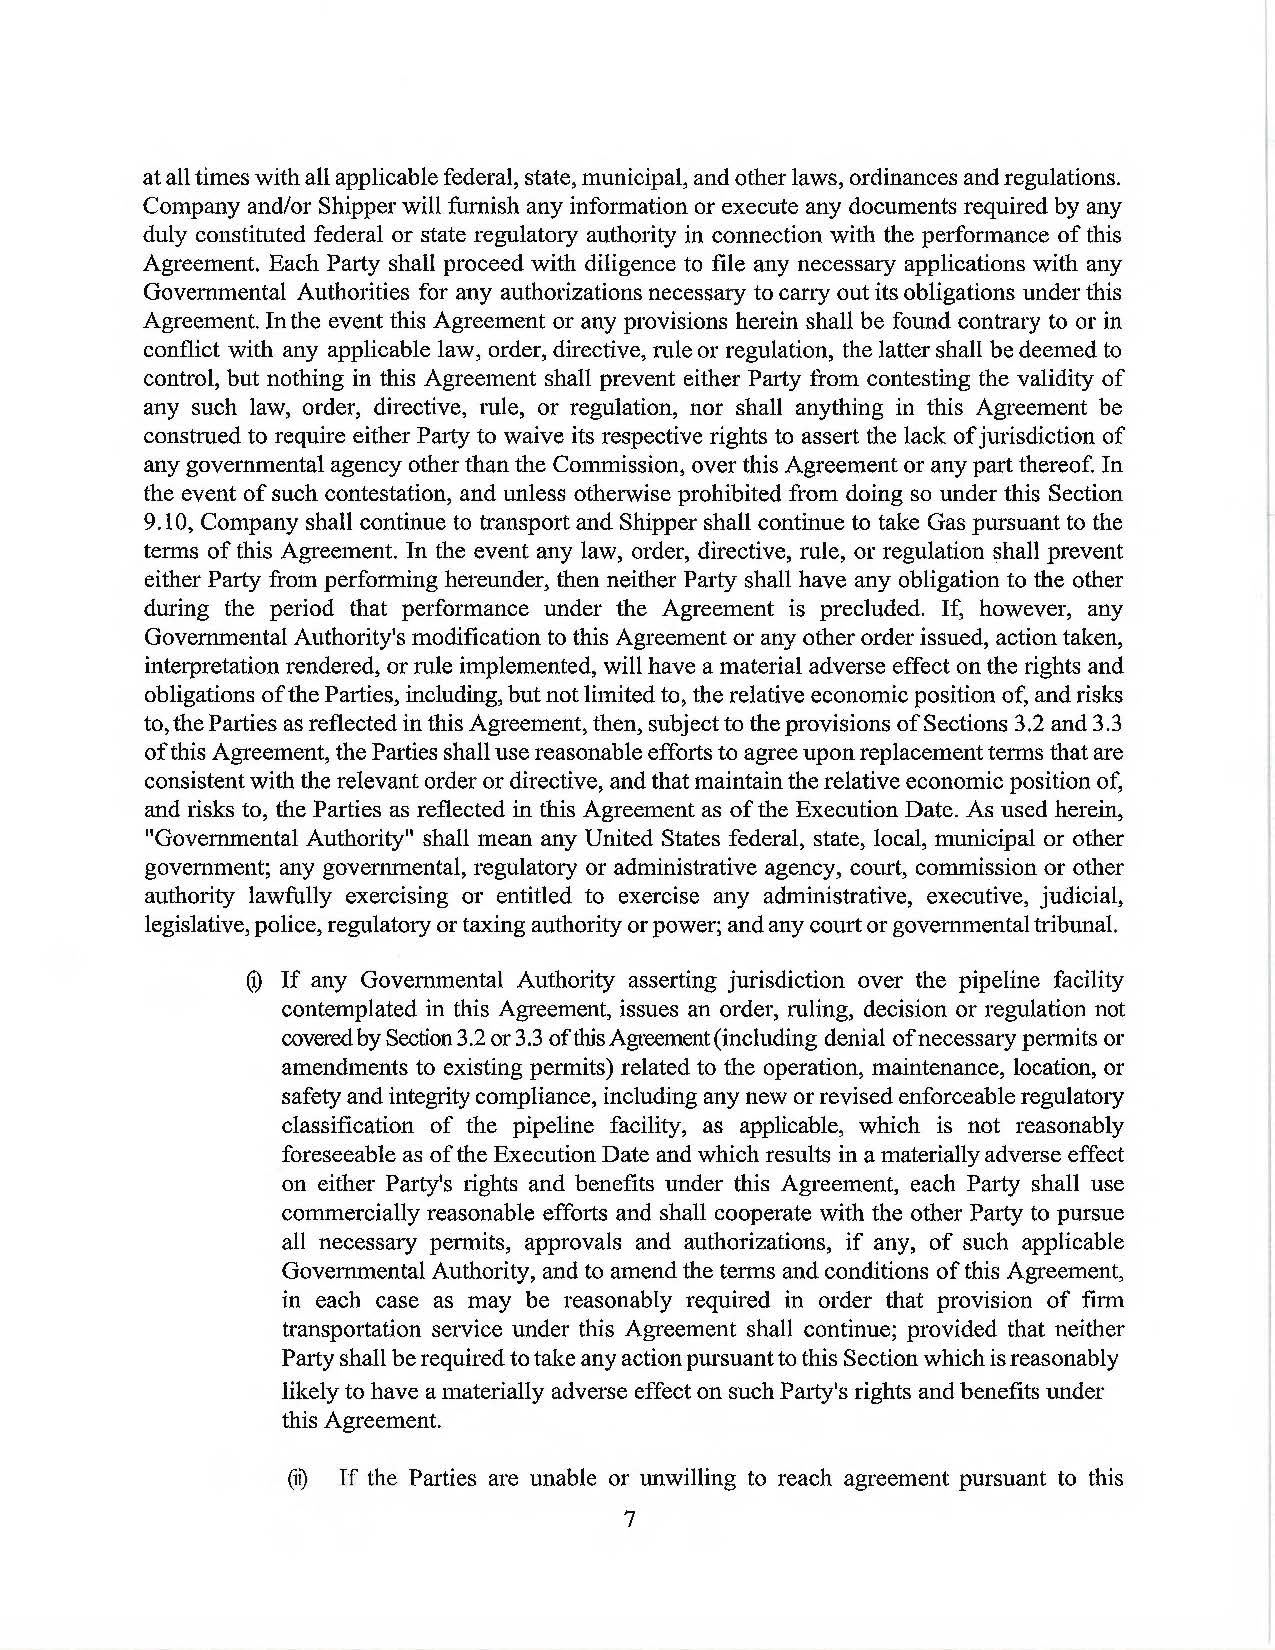 at all times with all applicable federal, state, municipal, and other laws, ordinances and regulations.
Company and/or Shipper will furnish any information or execute any documents required by any
duly constituted federal or state regulatory authority in connection with the performance of this
Agreement. Each Party shall proceed with diligence to file any necessary applications with any
Governmental Authorities for any authorizations necessary to carry out its obligations under this
Agreement. In the event this Agreement or any provisions herein shall be found contrary to or in
conflict with any applicable law, order, directive, rule or regulation, the latter shall be deemed to
control, but nothing in this Agreement shall prevent either Party from contesting the validity of
any such law, order, directive, rule, or regulation, nor shall anything in this Agreement be
construed to require either Party to waive its respective rights to assert the lack of jurisdiction of
any governmental agency other than the Commission, over this Agreement or any part thereof. In
the event of such contestation, and unless otherwise prohibited from doing so under this Section
9.10, Company shall continue to transport and Shipper shall continue to take Gas pursuant to the
terms of this Agreement. In the event any law, order, directive, rule, or regulation shall prevent
either Party from performing hereunder, then neither Party shall have any obligation to the other
during the period that performance under the Agreement is precluded. If, however, any
Governmental Authority's modification to this Agreement or any other order issued, action taken,
interpretation rendered, or rule implemented, will have a material adverse effect on the rights and
obligations of the Parties, including, but not limited to, the relative economic position of, and risks
to, the Parties as reflected in this Agreement, then, subject to the provisions of Sections 3.2 and 3.3
of this Agreement, the Parties shall use reasonable efforts to agree upon replacement terms that are
consistent with the relevant order or directive, and that maintain the relative economic position of,
and risks to, the Parties as reflected in this Agreement as of the Execution Date. As used herein,
"Governmental Authority" shall mean any United States federal, state, local, municipal or other
government; any governmental, regulatory or administrative agency, court, commission or other
authority lawfully exercising or entitled to exercise any administrative, executive, judicial,
legislative, police, regulatory or taxing authority or power; and any court or governmental tribunal.
(i) If any Governmental Authority asserting jurisdiction over the pipeline facility
contemplated in this Agreement, issues an order, ruling, decision or regulation not
covered by Section 3.2 or 3.3 of this Agreement (including denial of necessary permits or
amendments to existing permits) related to the operation, maintenance, location, or
safety and integrity compliance, including any new or revised enforceable regulatory
classification of the pipeline facility, as applicable, which is not reasonably
foreseeable as of the Execution Date and which results in a materially adverse effect
on either Party's rights and benefits under this Agreement, each Party shall use
commercially reasonable efforts and shall cooperate with the other Party to pursue
all necessary permits, approvals and authorizations, if any, of such applicable
Governmental Authority, and to amend the terms and conditions of this Agreement,
in each case as may be reasonably required in order that provision of firm
transportation service under this Agreement shall continue; provided that neither
Party shall be required to take any action pursuant to this Section which is reasonably
likely to have a materially adverse effect on such Party's rights and benefits under
this Agreement.
(ii) If the Parties are unable or unwilling to reach agreement pursuant to this
7